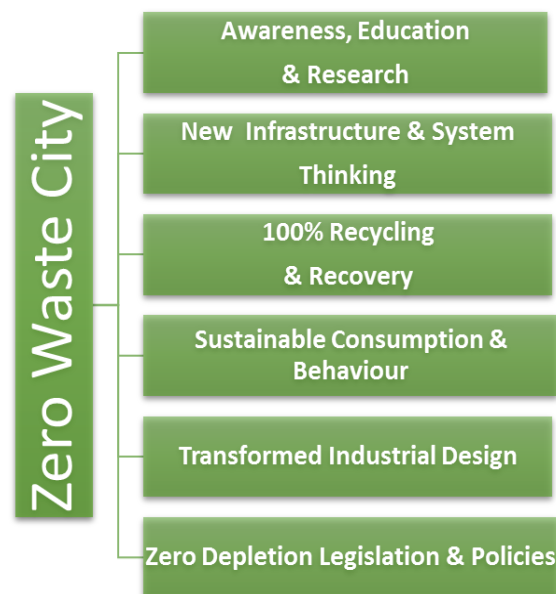 Zero Waste City
Awareness, Education
& Research
New Infrastructure & System
Thinking
100% Recycling
& Recovery
Sustainable Consumption &
Behaviour
Transformed Industrial Design
Zero Depletion Legislation & Policies